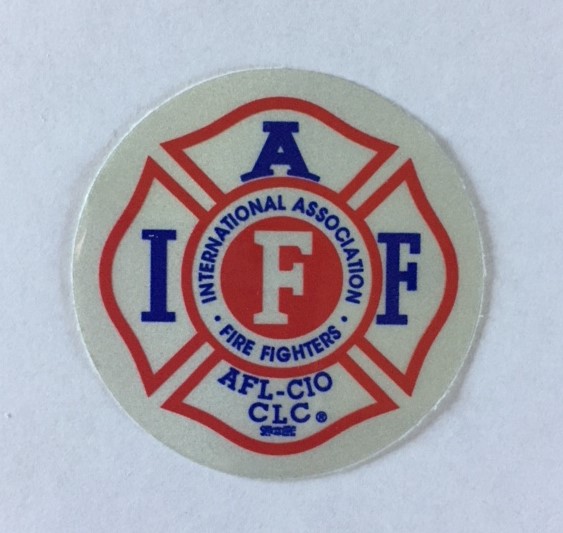 A
INTERNATIONAL ASSOCIATION
I F F
• FIRE FIGHTERS •
AFL-CIO
CLC®